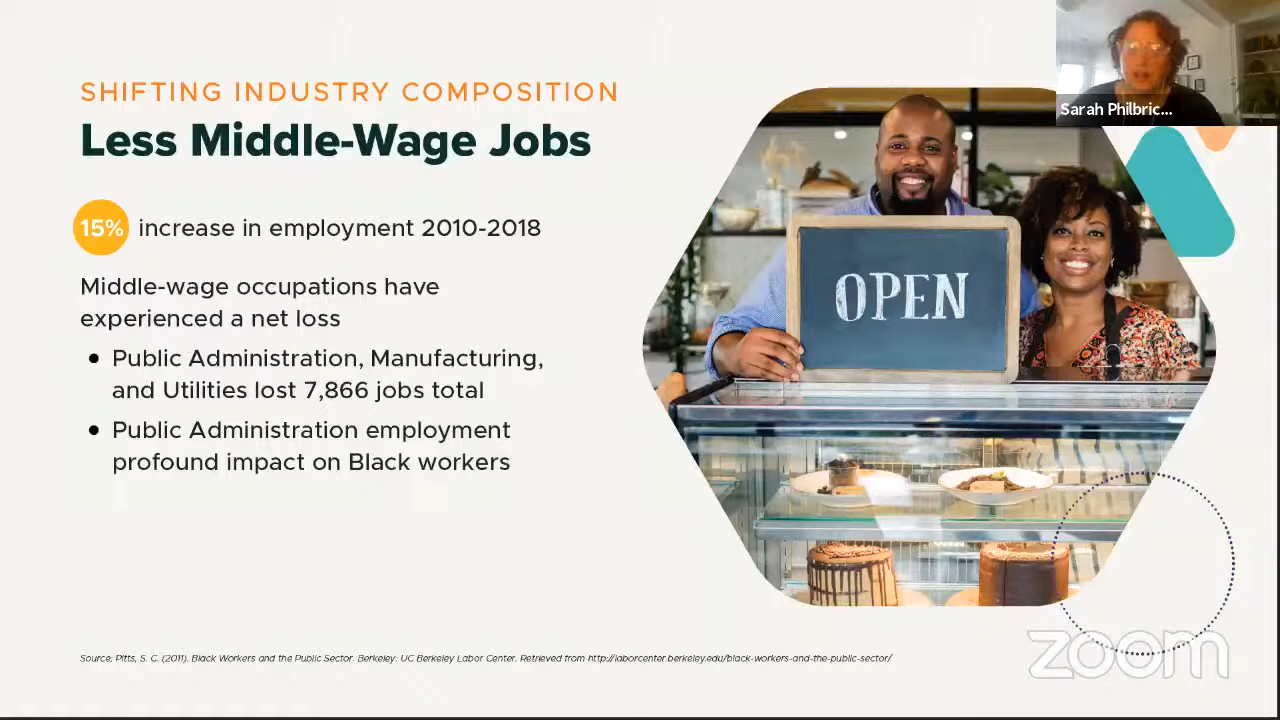 SHIFTING INDUSTRY COMPOSITION
Less Middle-Wage Jobs
15% increase in employment 2010-2018
Middle-wage occupations have
experienced a net loss
• Public Administration, Manufacturing,
and Utilities lost 7,866 jobs total
• Public Administration employment
profound impact on Black workers
OPEN
Sarah Philbric...
Source: Pitts, S. C. (2011). Black Workers and the Public Sector. Berkeley: UC Berkeley Labor Center. Retrieved from http://laborcenter.berkeley.edu/black-workers-and-the-public-sector/
zoom